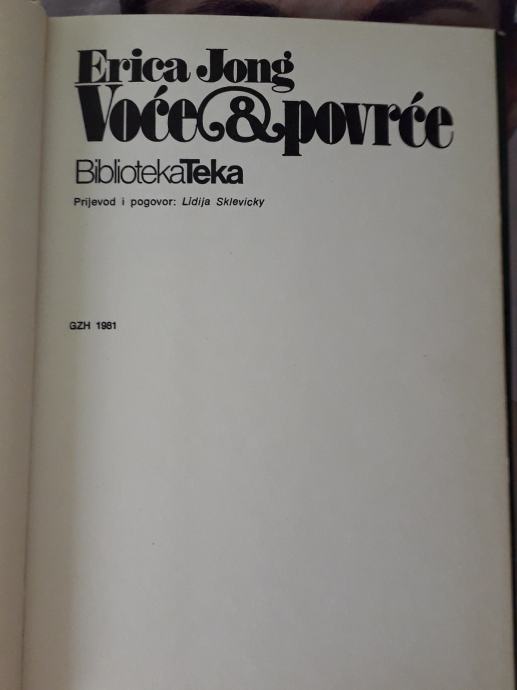 Erica Jong
Voće & povrće
BibliotekaTeka
Prijevod i pogovor: Lidija Sklevicky
GZH 1981